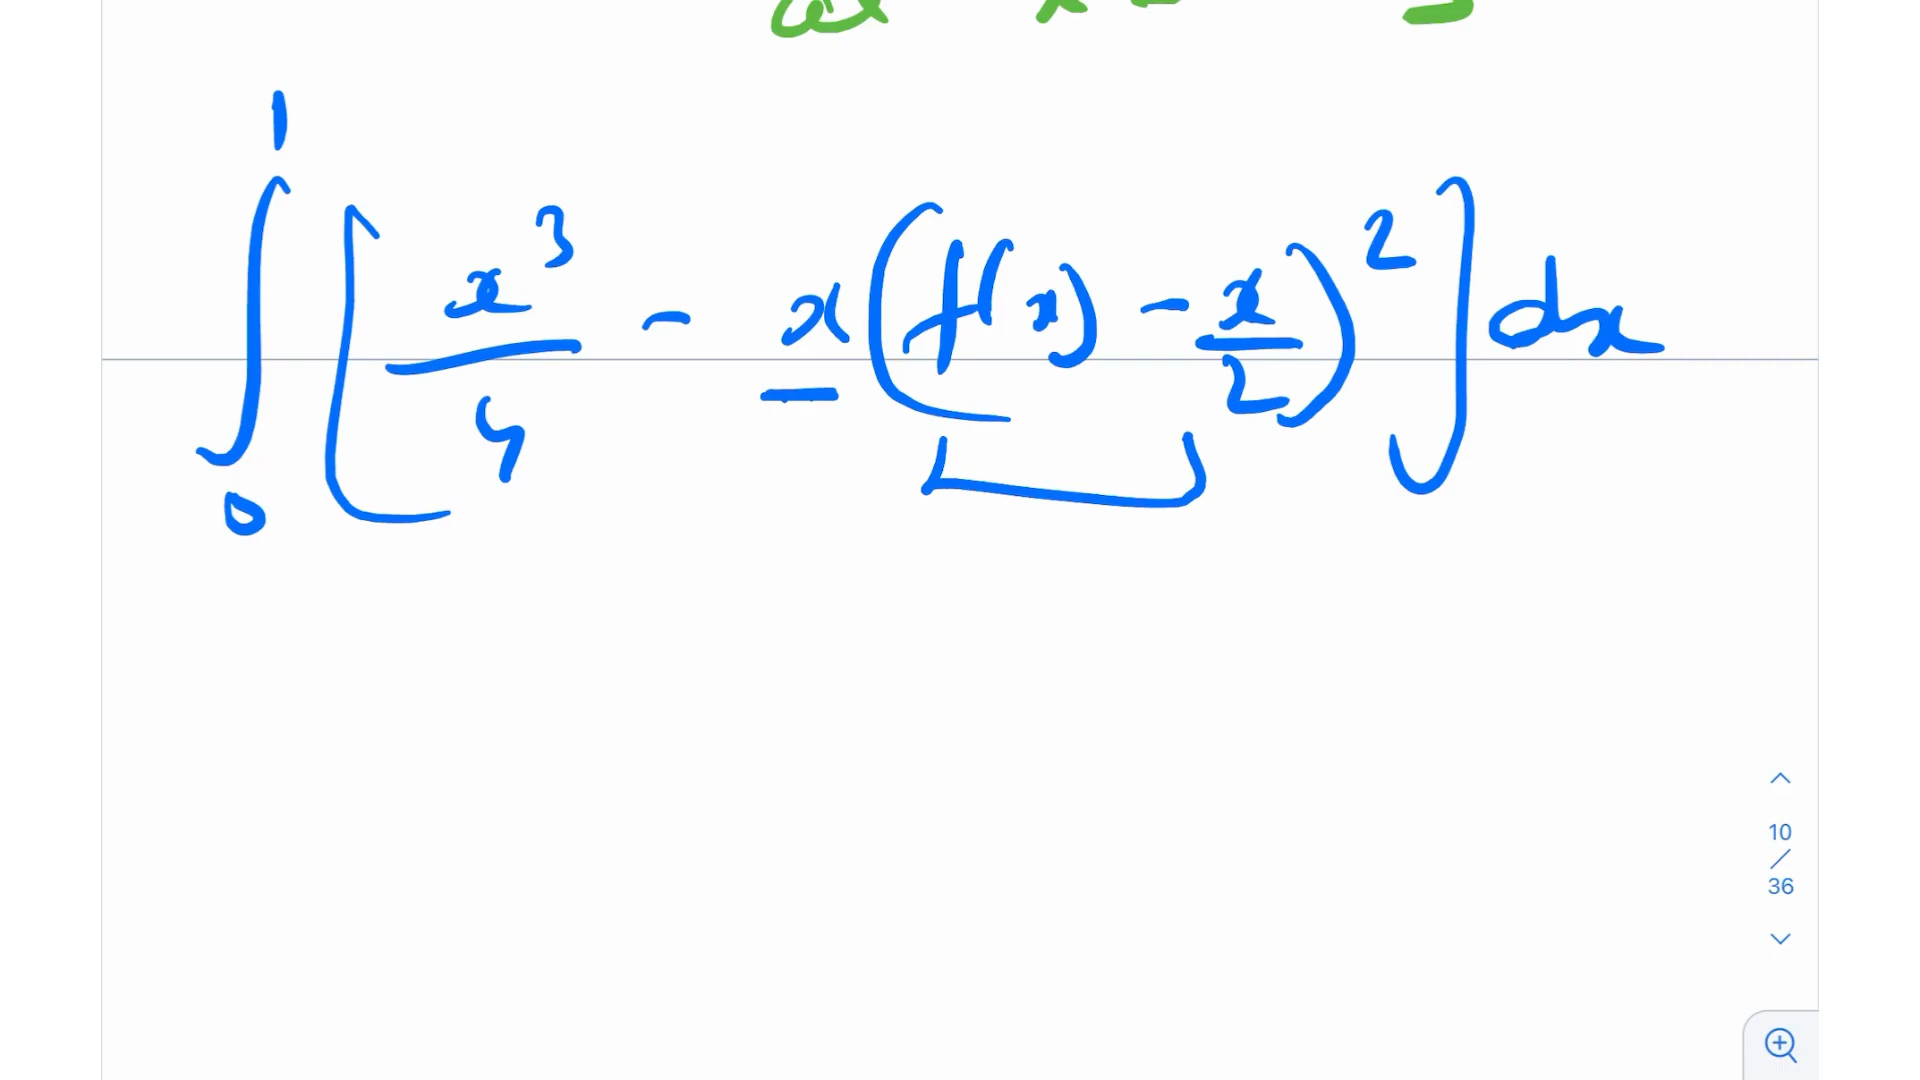 ∫₀¹ [x³/4 - x(f(x) - x/2)²] dx
10
/
36